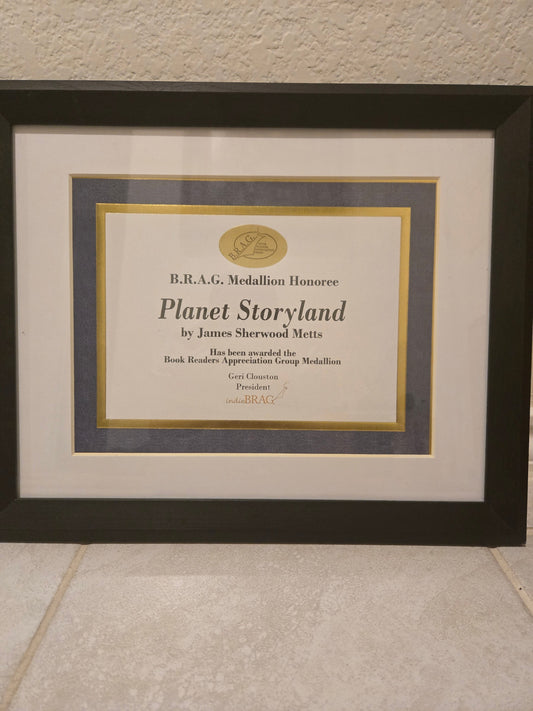 B.R.A.G.
B.R.A.G. Medallion Honoree
Planet Storyland
by James Sherwood Metts
Has been awarded the
Book Readers Appreciation Group Medallion
Geri Clouston
President
indieBRAG